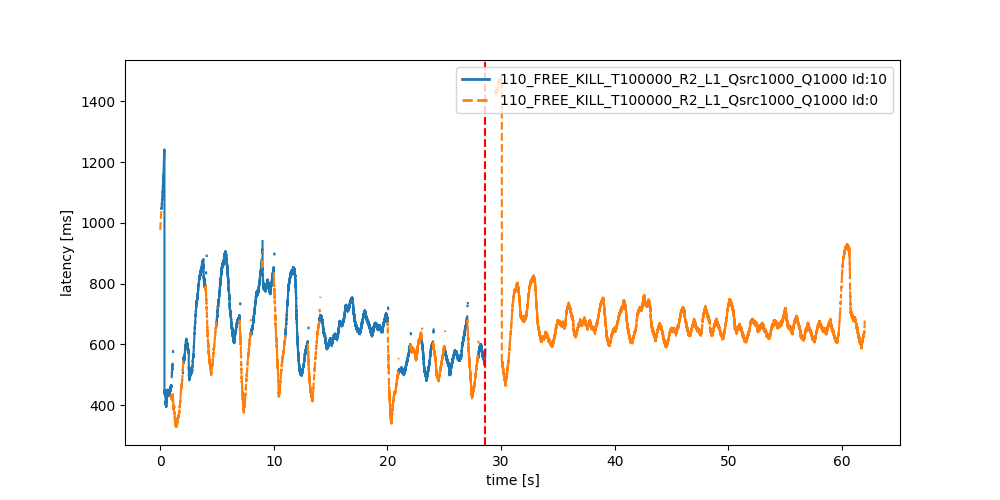 110_FREE_KILL_T100000_R2_L1_Qsrc1000_Q1000 Id:10
110_FREE_KILL_T100000_R2_L1_Qsrc1000_Q1000 Id:0
latency [ms]
1400
1200
1000
800
600
400
0 10 20 30 40 50 60
time [s]